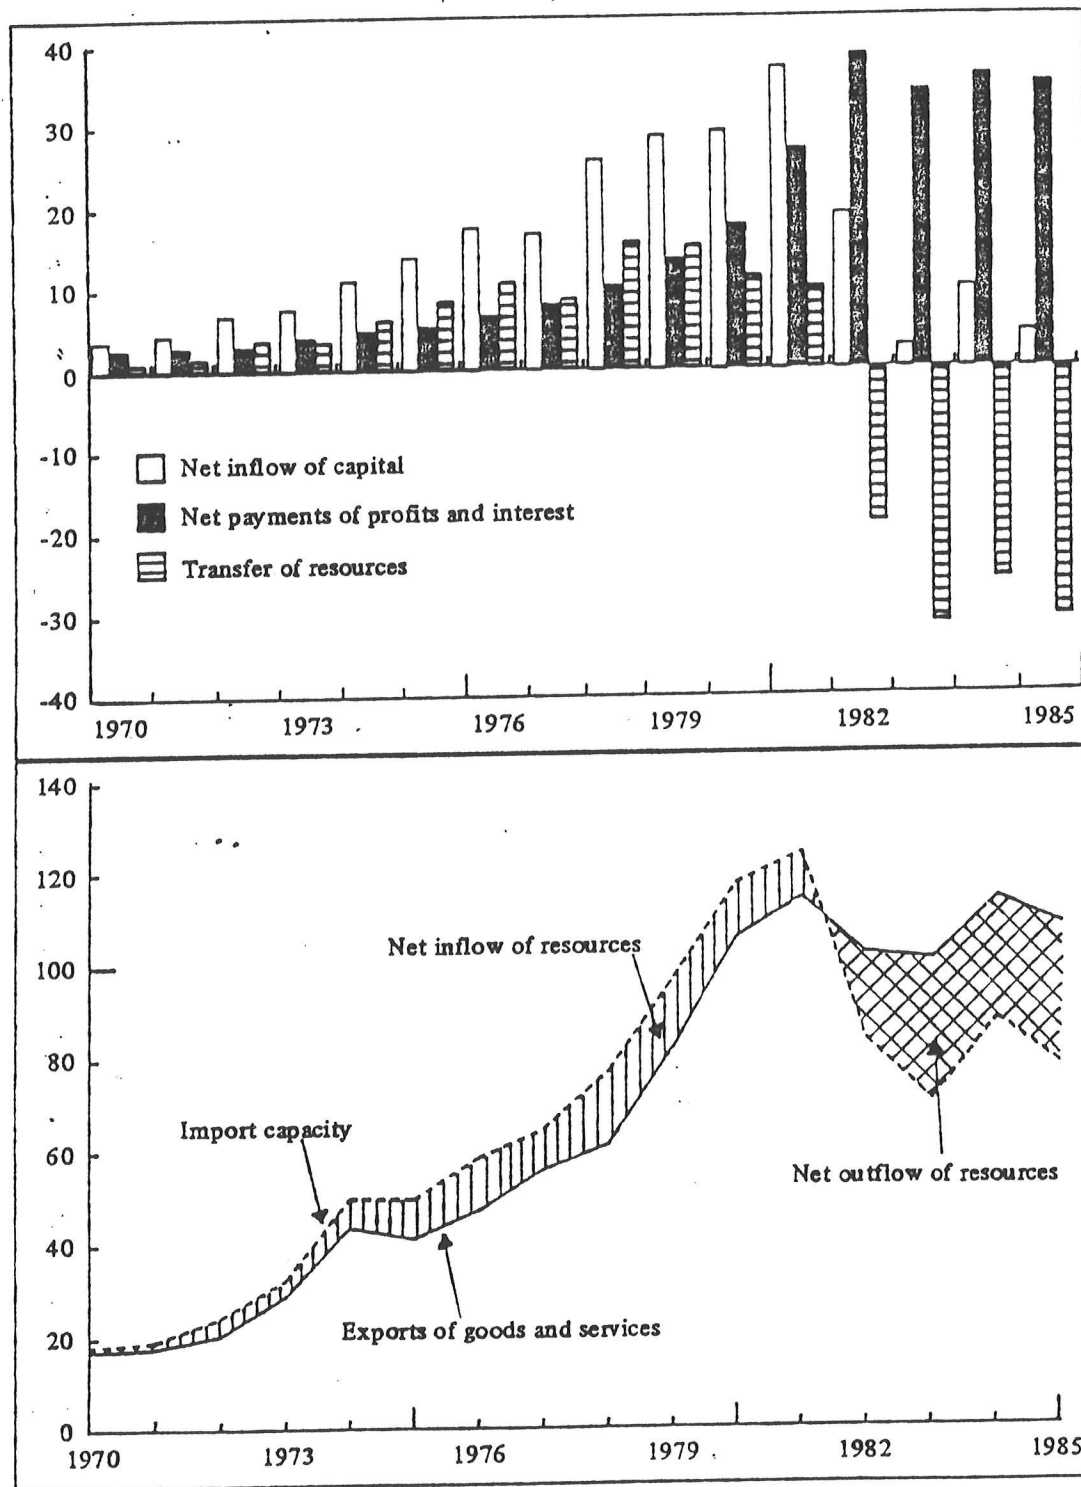 40
30
20
10
0
-10
-20
-30
-40
Net inflow of capital
Net payments of profits and interest
Transfer of resources
1970 1973 1976 1979 1982 1985
140
120
100
80
60
40
20
0
Net inflow of resources
Import capacity
Net outflow of resources
Exports of goods and services
1970 1973 1976 1979 1982 1985